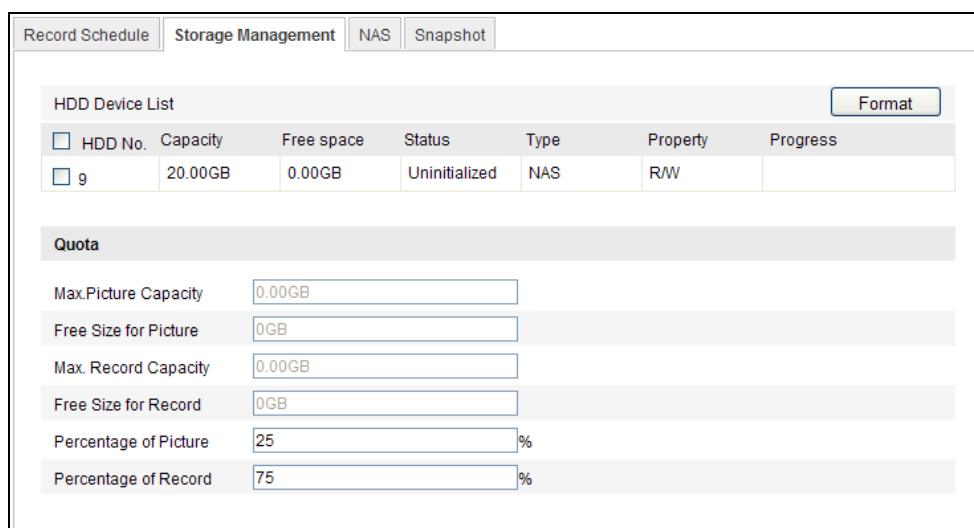 Record Schedule Storage Management NAS Snapshot
HDD Device List Format
HDD No. Capacity Free space Status Type Property Progress
9 20.00GB 0.00GB Uninitialized NAS R/W
Quota
Max.Picture Capacity 0.00GB
Free Size for Picture 0GB
Max. Record Capacity 0.00GB
Free Size for Record 0GB
Percentage of Picture 25 %
Percentage of Record 75 %